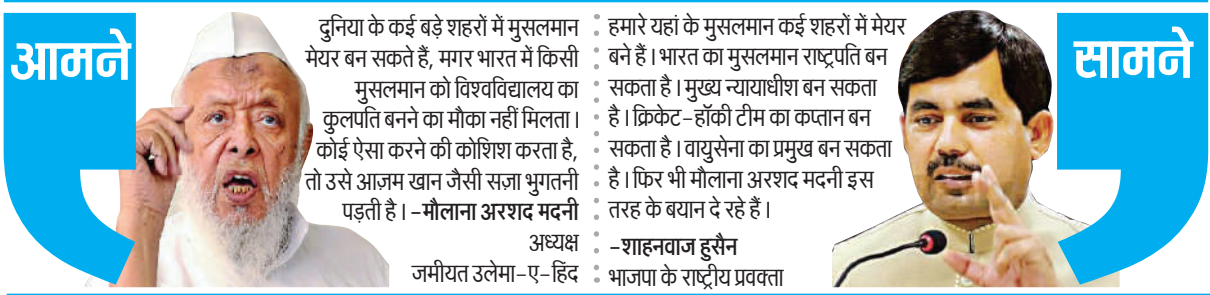 आमने
दुनिया के कई बड़े शहरों में मुसलमान
मेयर बन सकते हैं, मगर भारत में किसी
मुसलमान को विश्वविद्यालय का
कुलपति बनने का मौका नहीं मिलता।
कोई ऐसा करने की कोशिश करता है,
तो उसे आज़म खान जैसी सज़ा भुगतनी
पड़ती है। -मौलाना अरशद मदनी
अध्यक्ष
जमीयत उलेमा-ए-हिंद
हमारे यहां के मुसलमान कई शहरों में मेयर
बने हैं। भारत का मुसलमान राष्ट्रपति बन
सकता है। मुख्य न्यायाधीश बन सकता
है। क्रिकेट-हॉकी टीम का कप्तान बन
सकता है। वायुसेना का प्रमुख बन सकता
है। फिर भी मौलाना अरशद मदनी इस
तरह के बयान दे रहे हैं।
-शाहनवाज हुसैन
भाजपा के राष्ट्रीय प्रवक्ता
सामने